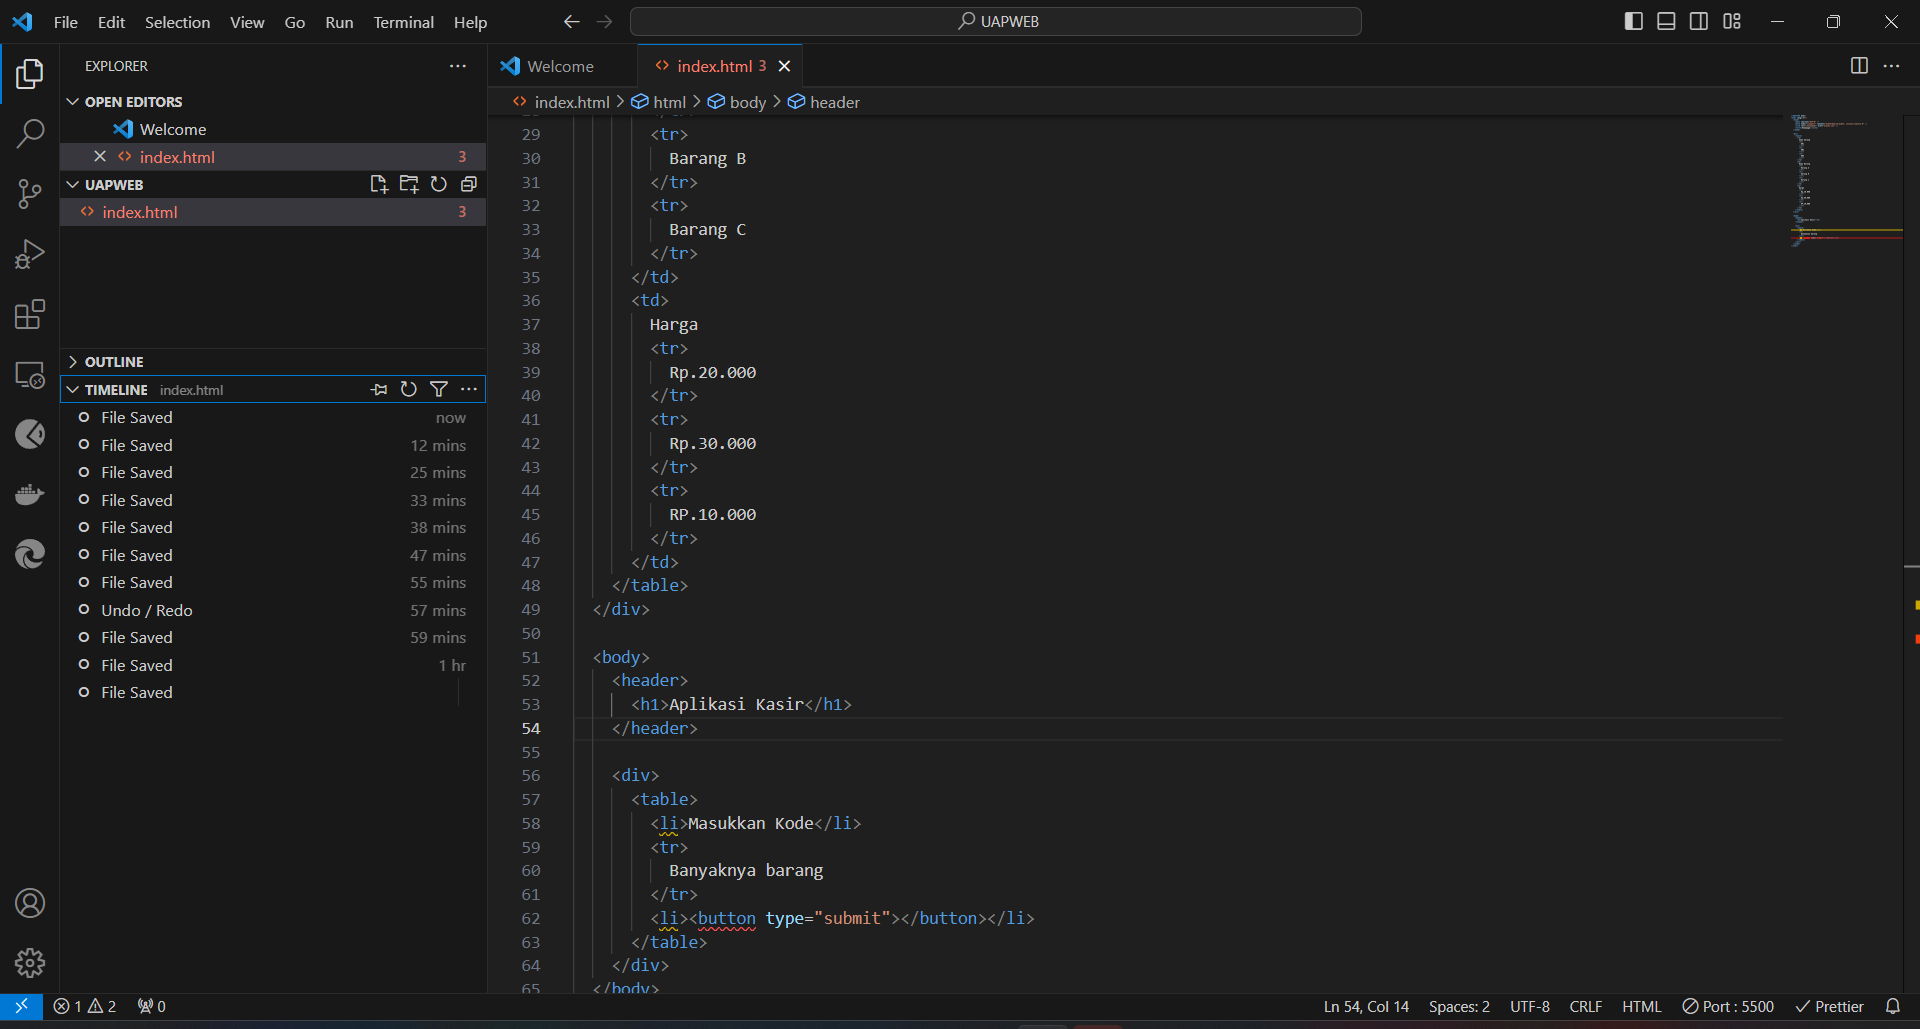 File Edit Selection View Go Run Terminal Help
UAPWEB
EXPLORER
OPEN EDITORS
Welcome
index.html 3
UAPWEB
index.html 3
OUTLINE
TIMELINE index.html
File Saved now
File Saved 12 mins
File Saved 25 mins
File Saved 33 mins
File Saved 38 mins
File Saved 47 mins
File Saved 55 mins
Undo / Redo 57 mins
File Saved 59 mins
File Saved 1 hr
File Saved
Welcome
index.html 3
index.html > html > body > header
29 <tr>
30 Barang B
31 </tr>
32 <tr>
33 Barang C
34 </tr>
35 </td>
36 <td>
37 Harga
38 <tr>
39 Rp.20.000
40 </tr>
41 <tr>
42 Rp.30.000
43 </tr>
44 <tr>
45 RP.10.000
46 </tr>
47 </td>
48 </table>
49 </div>
50
51 <body>
52 <header>
53 <h1>Aplikasi Kasir</h1>
54 </header>
55
56 <div>
57 <table>
58 <li>Masukkan Kode</li>
59 <tr>
60 Banyaknya barang
61 </tr>
62 <li><button type="submit"></button></li>
63 </table>
64 </div>
65 </body>
1 2 0
Ln 54, Col 14 Spaces: 2 UTF-8 CRLF HTML Port : 5500 Prettier